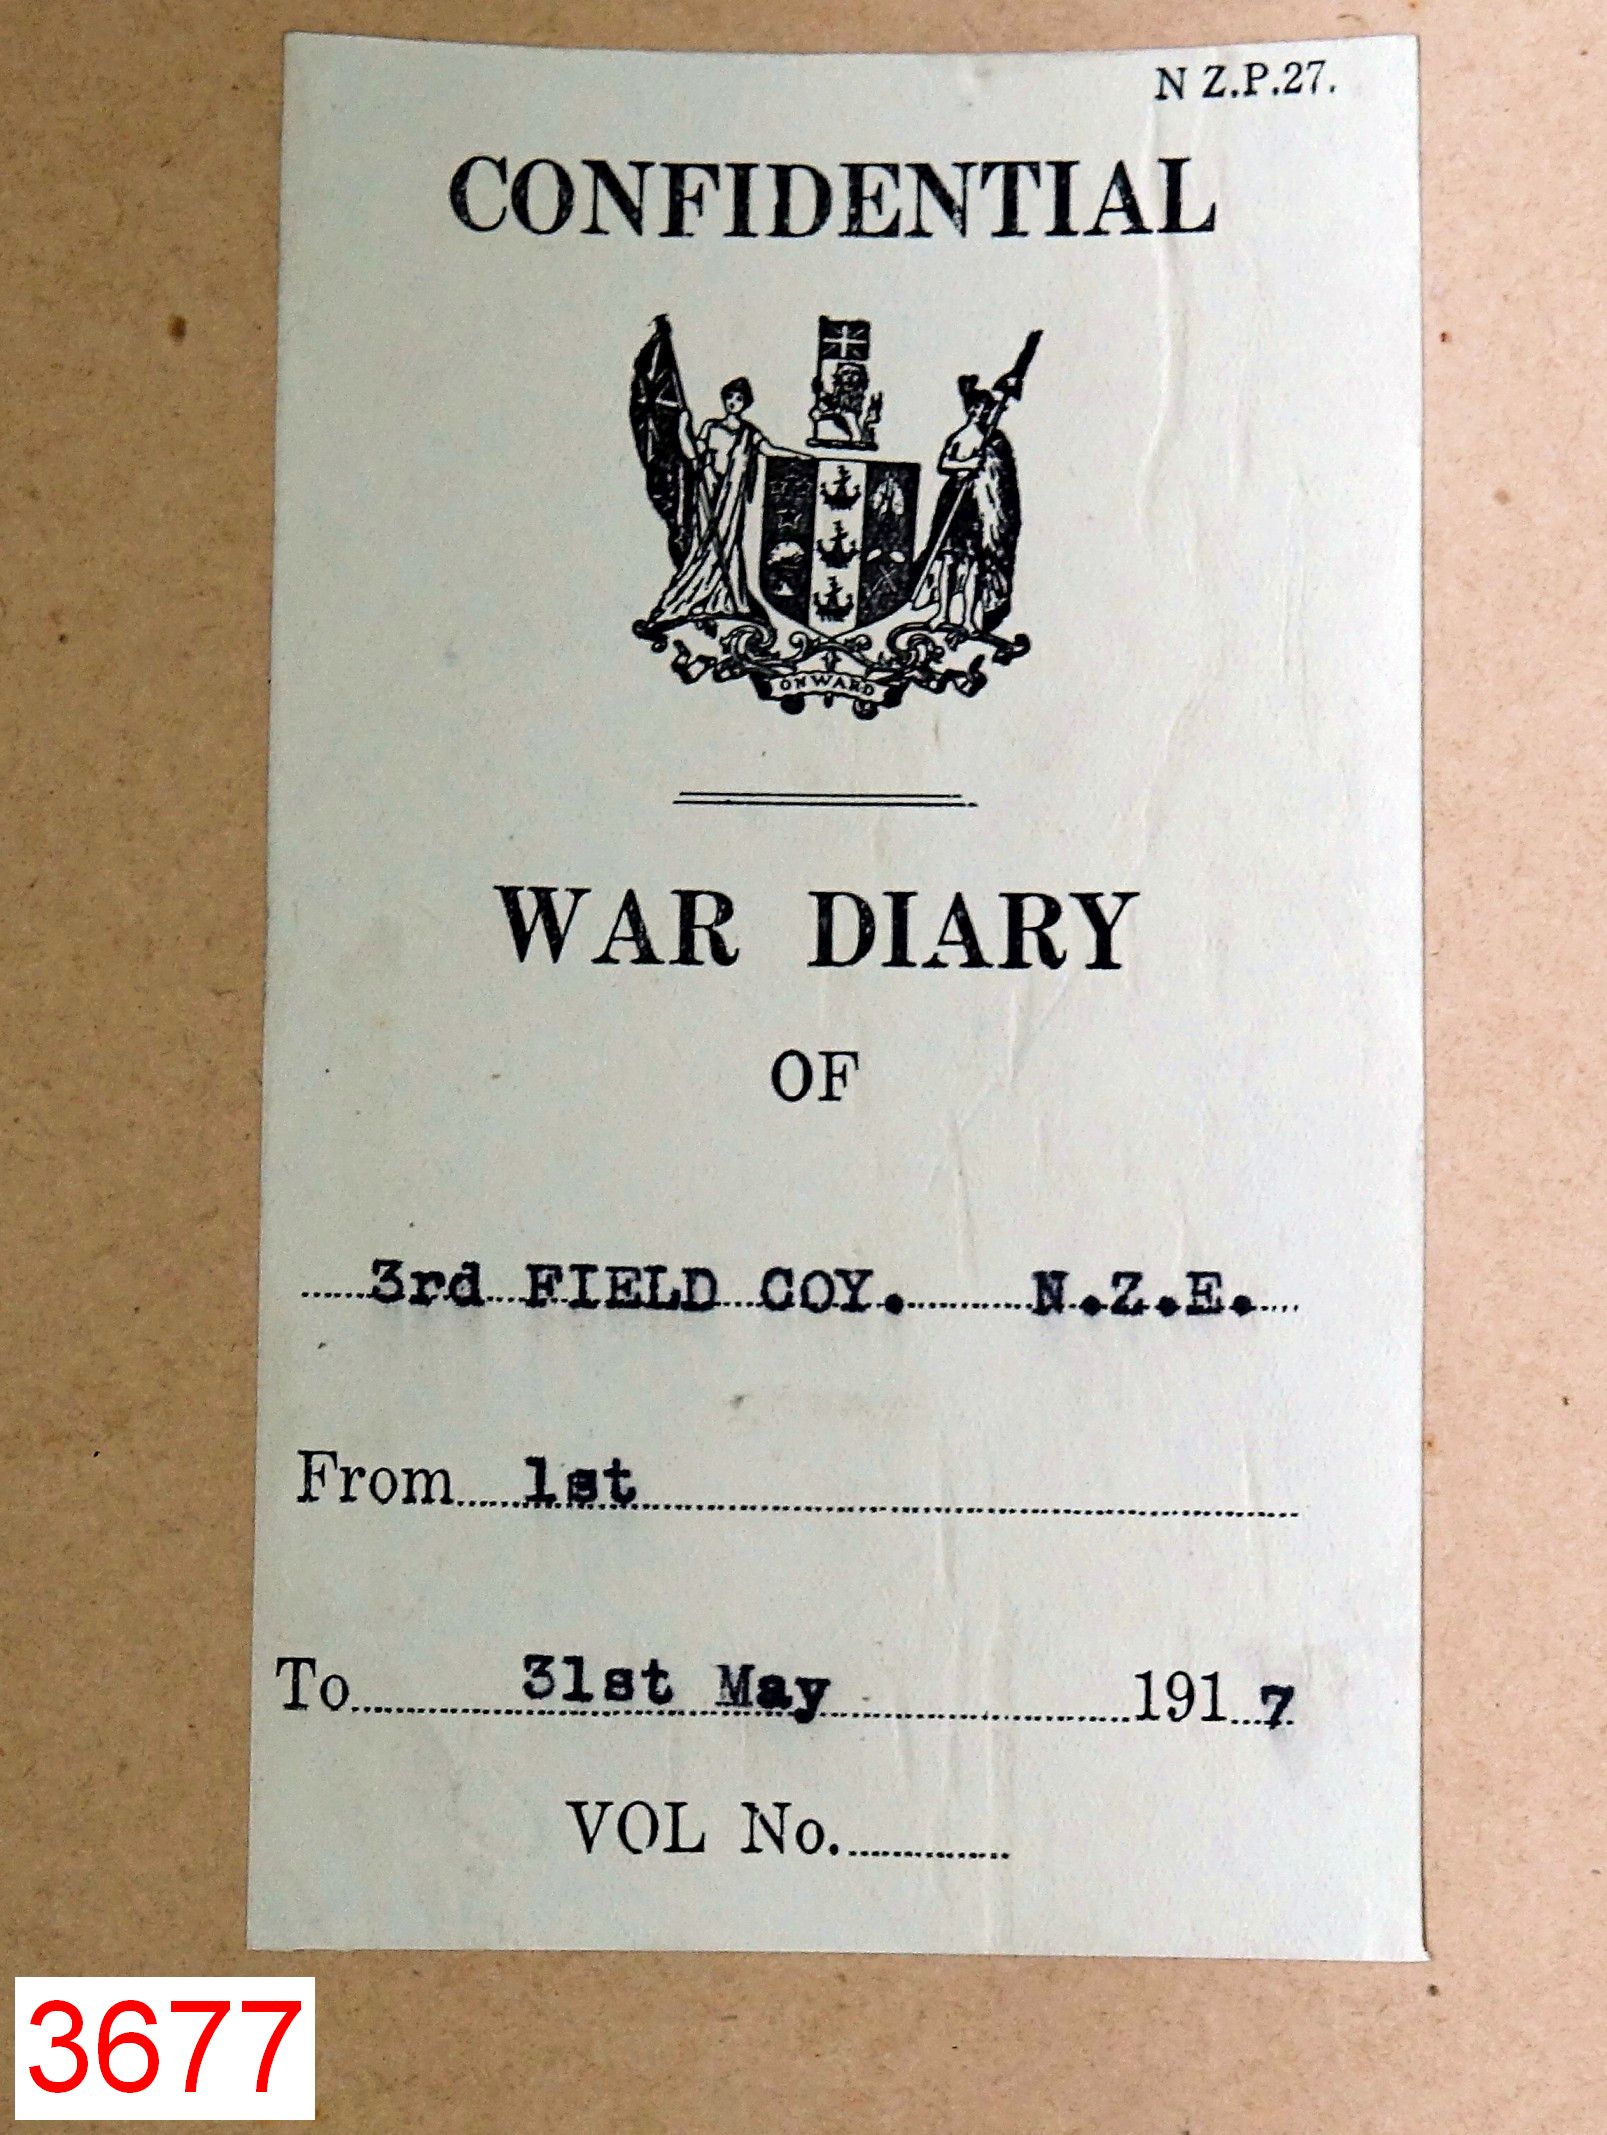 N Z.P.27.
CONFIDENTIAL
ONWARD
WAR DIARY
OF
3rd FIELD COY. N.Z.E.
From 1st
To 31st May 1917
VOL No.
3677